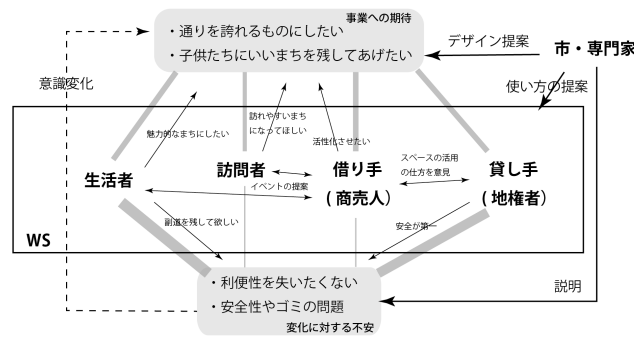 事業への期待
・通りを誇れるものにしたい
・子供たちにいいまちを残してあげたい
デザイン提案
市・専門家
意識変化
使い方の提案
魅力的なまちにしたい
訪れやすいまち
になってほしい
活性化させたい
スペースの活用
の仕方を意見
生活者
訪問者
借り手
(商売人)
貸し手
(地権者)
イベントの提案
副道を残して欲しい
安全が第一
WS
・利便性を失いたくない
・安全性やゴミの問題
変化に対する不安
説明